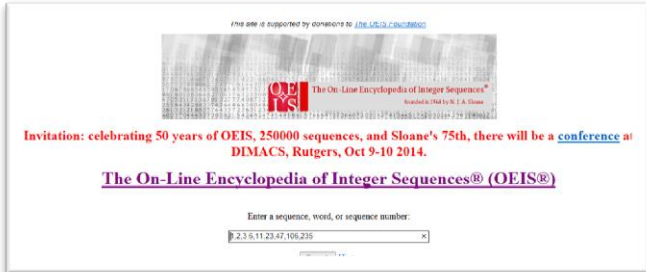 This site is supported by donations to The OEIS Foundation.
The On-Line Encyclopedia of Integer Sequences®
founded in 1964 by N. J. A. Sloane
Invitation: celebrating 50 years of OEIS, 250000 sequences, and Sloane's 75th, there will be a conference at
DIMACS, Rutgers, Oct 9-10 2014.
The On-Line Encyclopedia of Integer Sequences® (OEIS®)
Enter a sequence, word, or sequence number:
1,2,3,6,11,23,47,106,235